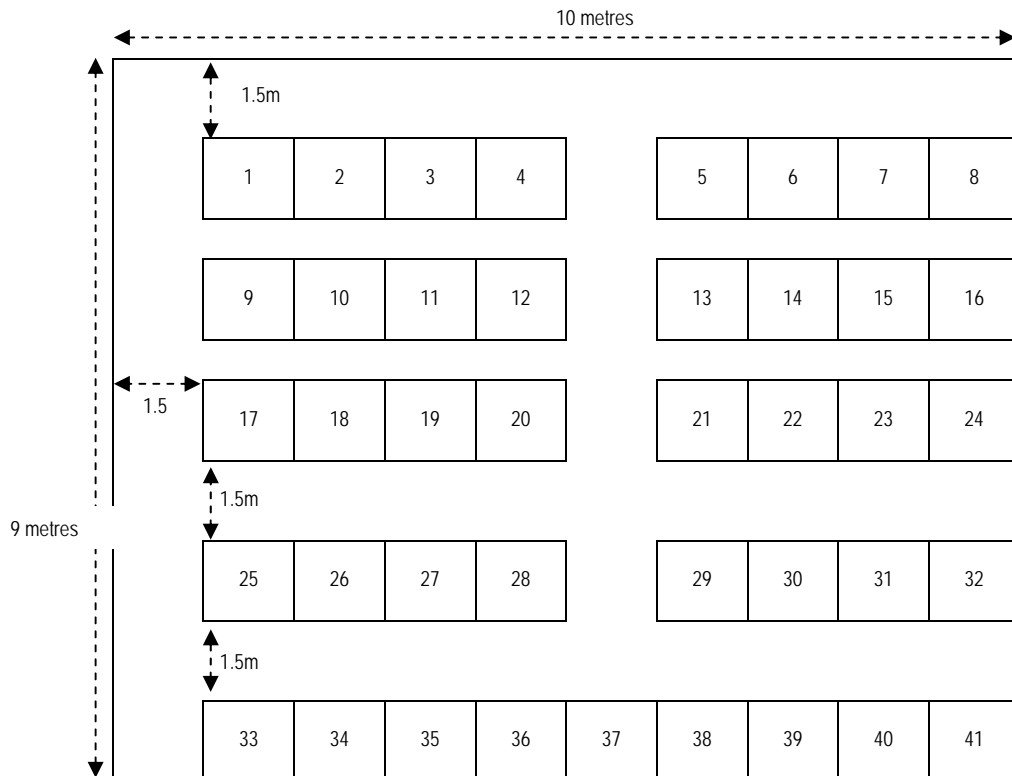 10 metres
1.5m
1 2 3 4 5 6 7 8
9 10 11 12 13 14 15 16
1.5
17 18 19 20 21 22 23 24
1.5m
9 metres
25 26 27 28 29 30 31 32
1.5m
33 34 35 36 37 38 39 40 41